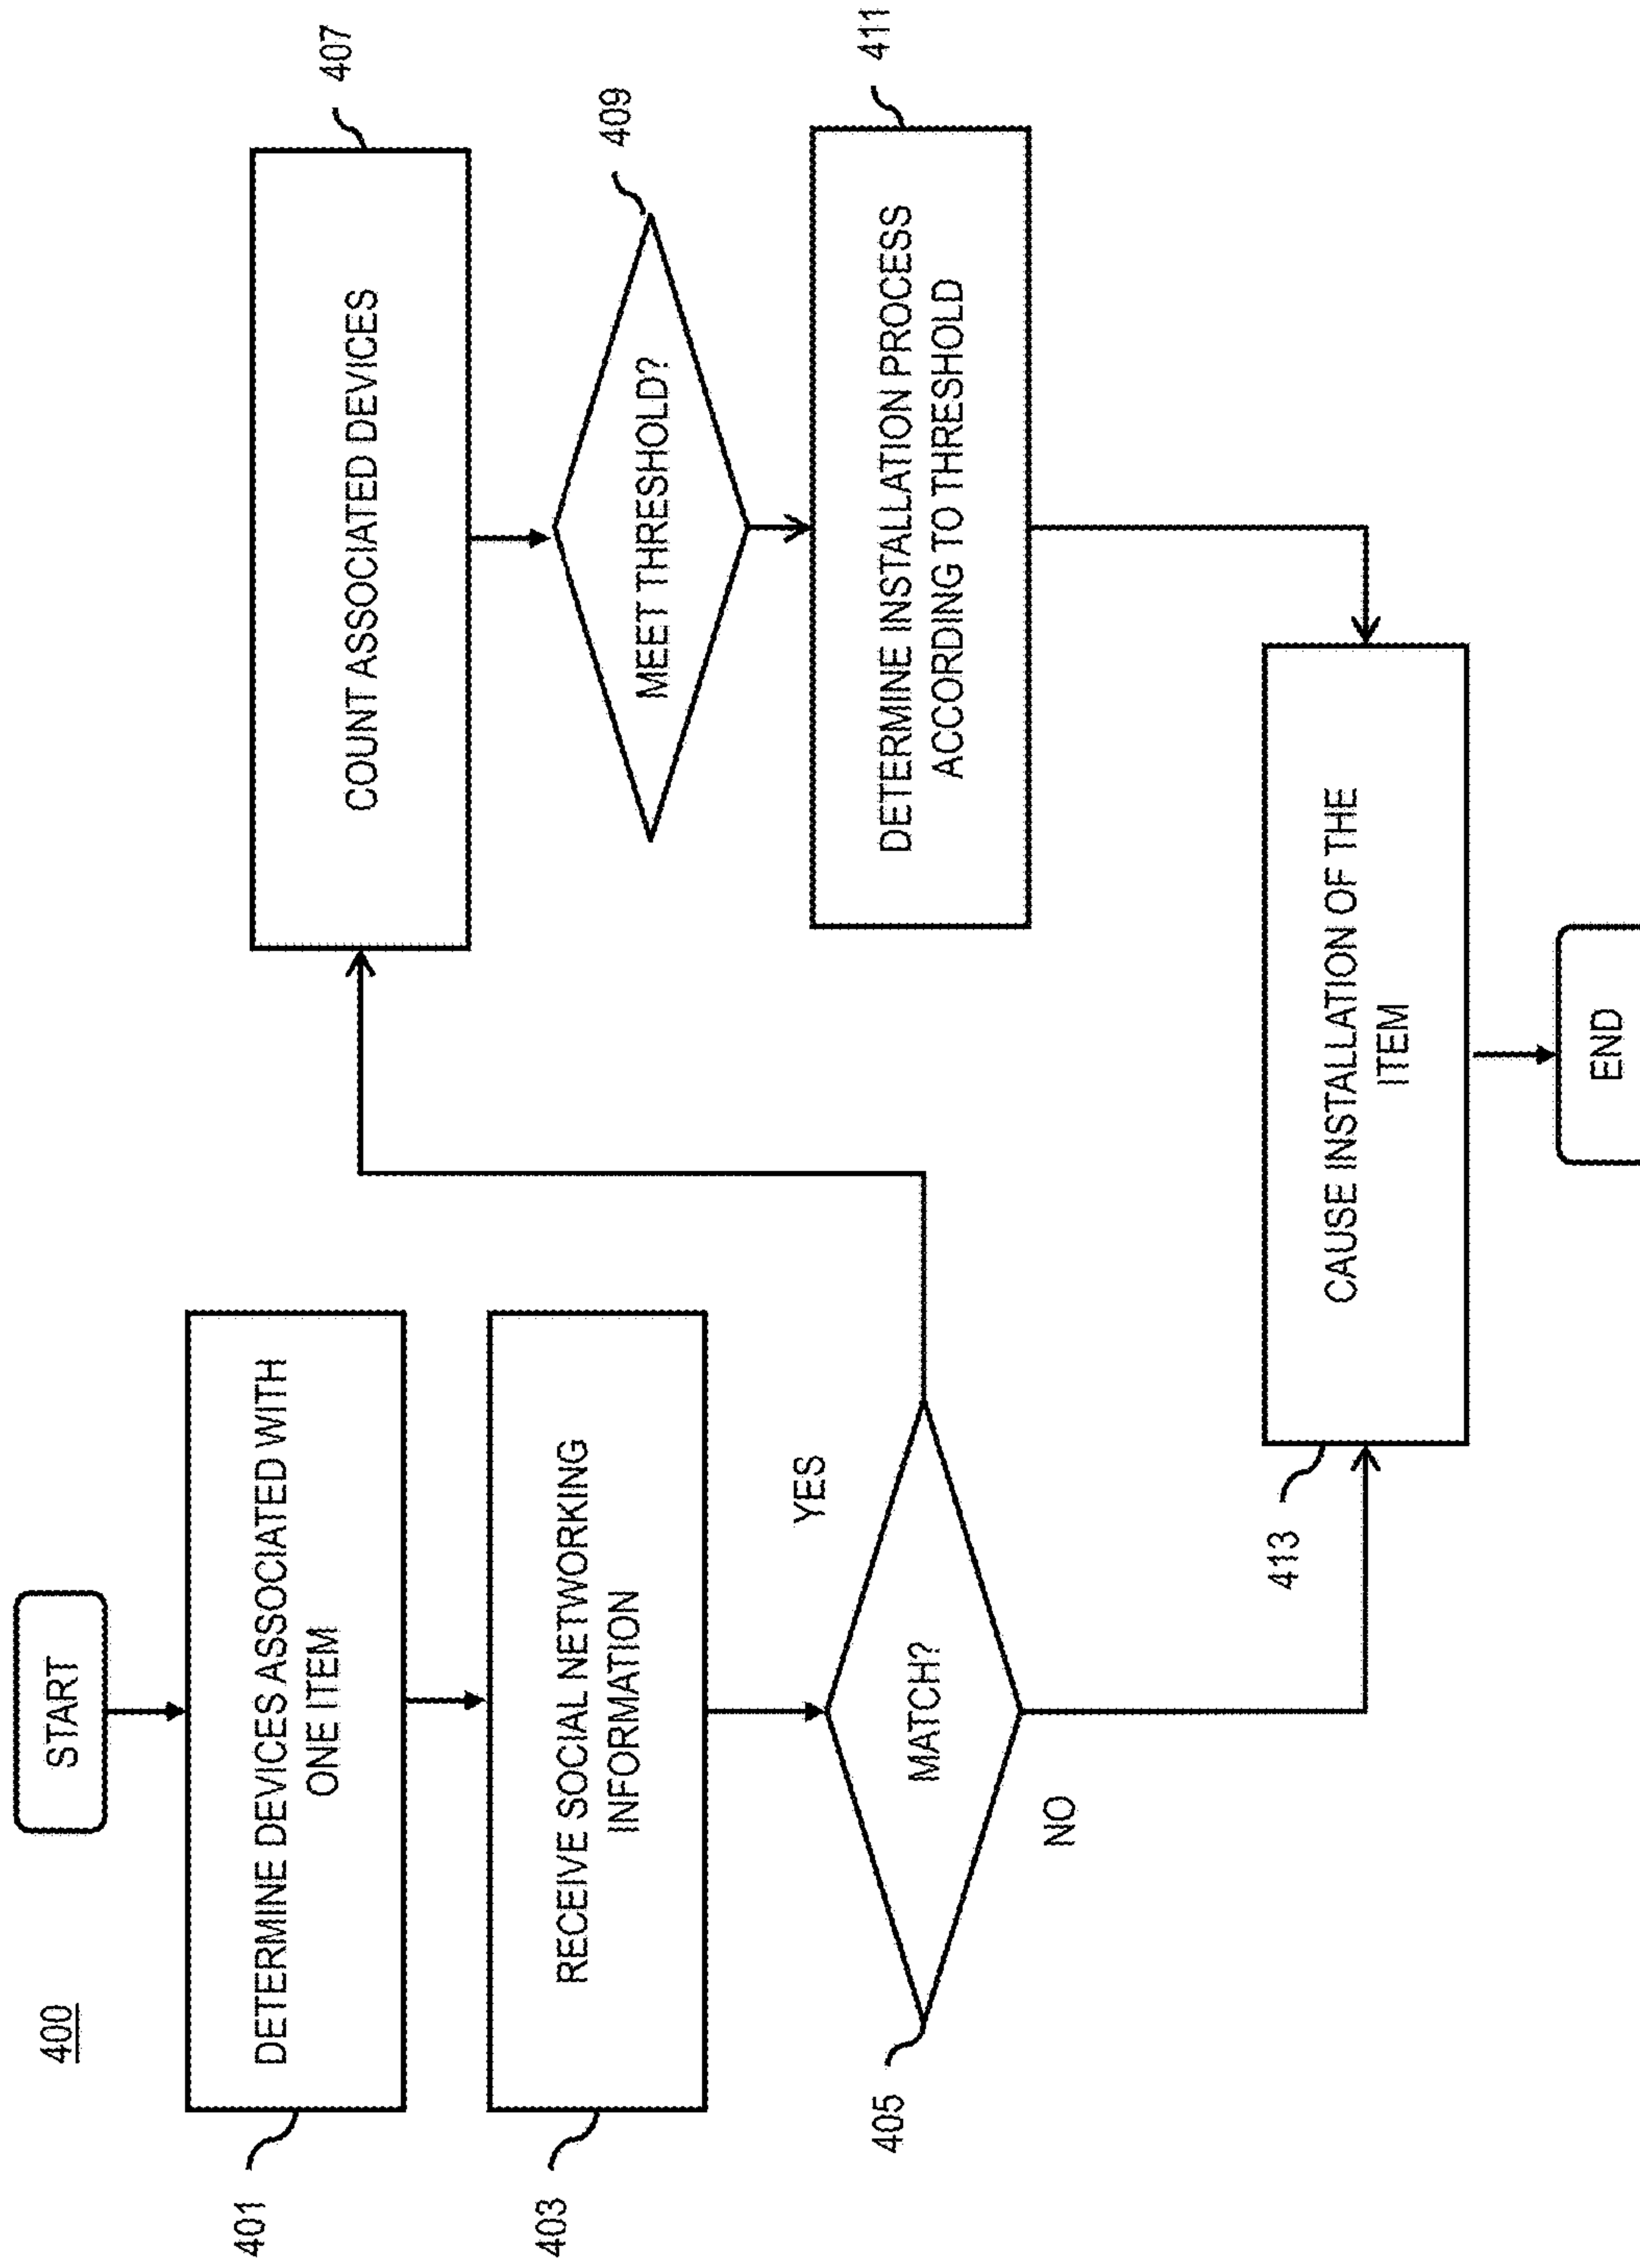 400
START
401
DETERMINE DEVICES ASSOCIATED WITH
ONE ITEM
403
RECEIVE SOCIAL NETWORKING
INFORMATION
405
MATCH?
YES
NO
407
COUNT ASSOCIATED DEVICES
409
MEET THRESHOLD?
411
DETERMINE INSTALLATION PROCESS
ACCORDING TO THRESHOLD
413
CAUSE INSTALLATION OF THE
ITEM
END